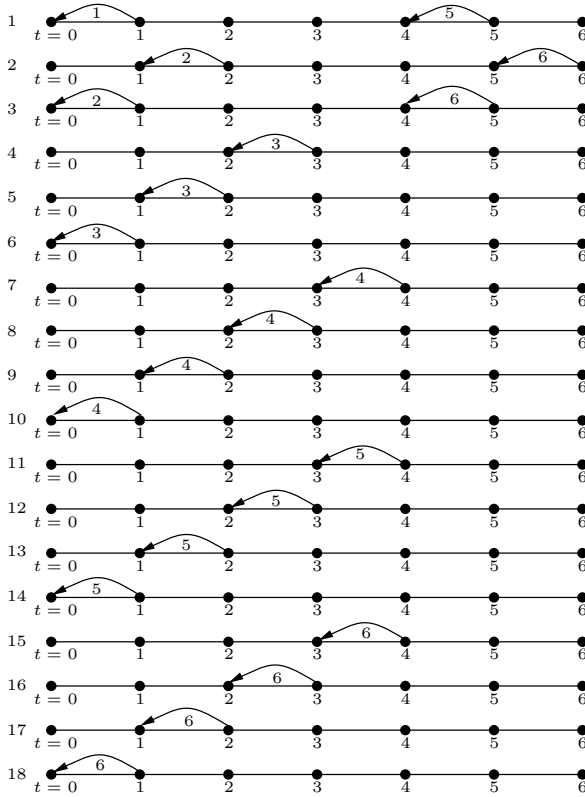 1 1 5
t = 0 1 2 3 4 5 6
2 2 6
t = 0 1 2 3 4 5 6
3 2 6
t = 0 1 2 3 4 5 6
4 3
t = 0 1 2 3 4 5 6
5 3
t = 0 1 2 3 4 5 6
6 3
t = 0 1 2 3 4 5 6
7 4
t = 0 1 2 3 4 5 6
8 4
t = 0 1 2 3 4 5 6
9 4
t = 0 1 2 3 4 5 6
10 4
t = 0 1 2 3 4 5 6
11 5
t = 0 1 2 3 4 5 6
12 5
t = 0 1 2 3 4 5 6
13 5
t = 0 1 2 3 4 5 6
14 5
t = 0 1 2 3 4 5 6
15 6
t = 0 1 2 3 4 5 6
16 6
t = 0 1 2 3 4 5 6
17 6
t = 0 1 2 3 4 5 6
18 6
t = 0 1 2 3 4 5 6